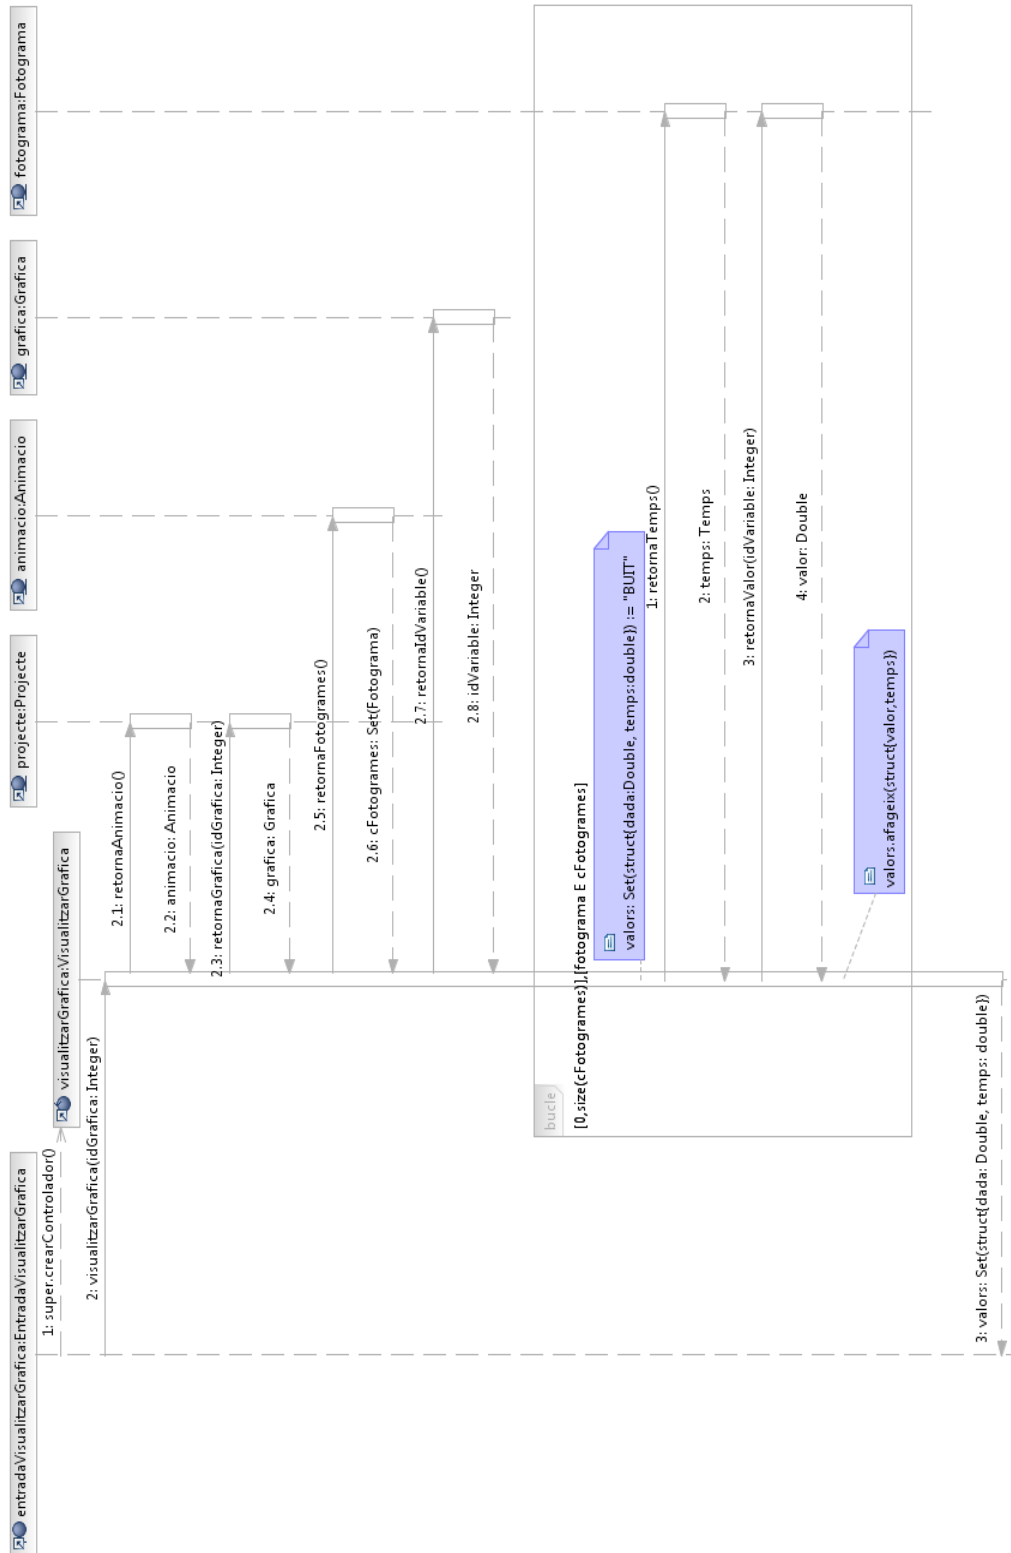 entradaVisualitzarGrafica:EntradaVisualitzarGrafica
visualitzarGrafica:VisualitzarGrafica
projecte:Projecte
animacio:Animacio
grafica:Grafica
fotograma:Fotograma
1: super.crearControlador()
2: visualitzarGrafica(idGrafica: Integer)
2.1: retornaAnimacio()
2.2: animacio: Animacio
2.3: retornaGrafica(idGrafica: Integer)
2.4: grafica: Grafica
2.5: retornaFotogrames()
2.6: cFotogrames: Set(Fotograma)
2.7: retornaIdVariable()
2.8: idVariable: Integer
bucle
[0,size(cFotogrames)],[fotograma E cFotogrames]
valors: Set(struct{dada:Double, temps:double}) := "BUIT"
1: retornaTemps()
2: temps: Temps
3: retornaValor(idVariable: Integer)
4: valor: Double
valors.afageix(struct{valor,temps})
3: valors: Set(struct{dada: Double, temps: double})